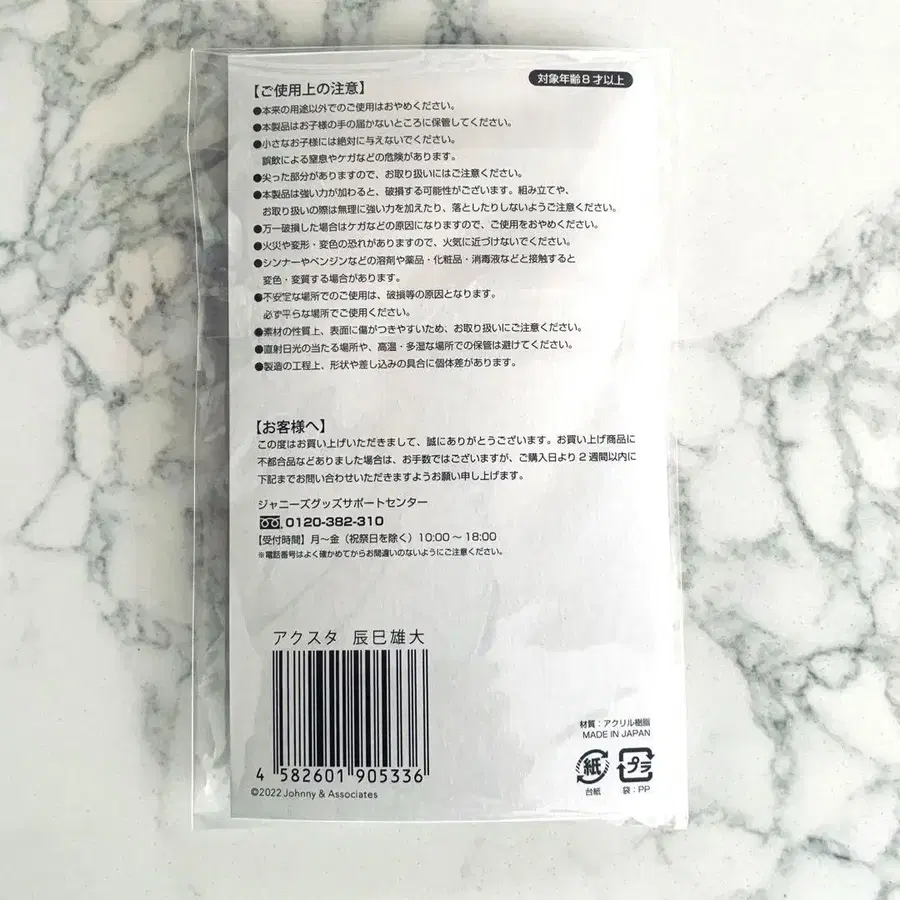 対象年齢8才以上
【ご使用上の注意】
●本来の用途以外でのご使用はおやめください。
●本製品はお子様の手の届かないところに保管してください。
●小さなお子様には絶対に与えないでください。
誤飲による窒息やケガなどの危険があります。
●尖った部分がありますので、お取り扱いにはご注意ください。
●本製品は強い力が加わると、破損する可能性がございます。組み立てや、
お取り扱いの際は無理に強い力を加えたり、落としたりしないようご注意ください。
●万一破損した場合はケガなどの原因になりますので、ご使用をおやめください。
●火災や変形・変色の恐れがありますので、火気に近づけないでください。
●シンナーやベンジンなどの溶剤や薬品・化粧品・消毒液などと接触すると
変色・変質する場合があります。
●不安定な場所でのご使用は、破損等の原因となります。
必ず平らな場所でご使用ください。
●素材の性質上、表面に傷がつきやすいため、お取り扱いにご注意ください。
●直射日光の当たる場所や、高温・多湿な場所での保管は避けてください。
●製造の工程上、形状や差し込みの具合に個体差があります。
【お客様へ】
この度はお買い上げいただきまして、誠にありがとうございます。お買い上げ商品に
不都合品などありました場合は、お手数ではございますが、ご購入日より2週間以内に
下記までお問い合わせいただきますようお願い申し上げます。
ジャニーズグッズサポートセンター
0120-382-310
【受付時間】月〜金（祝祭日を除く）10:00〜18:00
※電話番号はよく確かめてからお間違いのないようにご注意ください。
アクスタ 辰巳雄大
4 582601 905336
©2022 Johnny & Associates
材質：アクリル樹脂
MADE IN JAPAN
紙 プラ
台紙 袋：PP